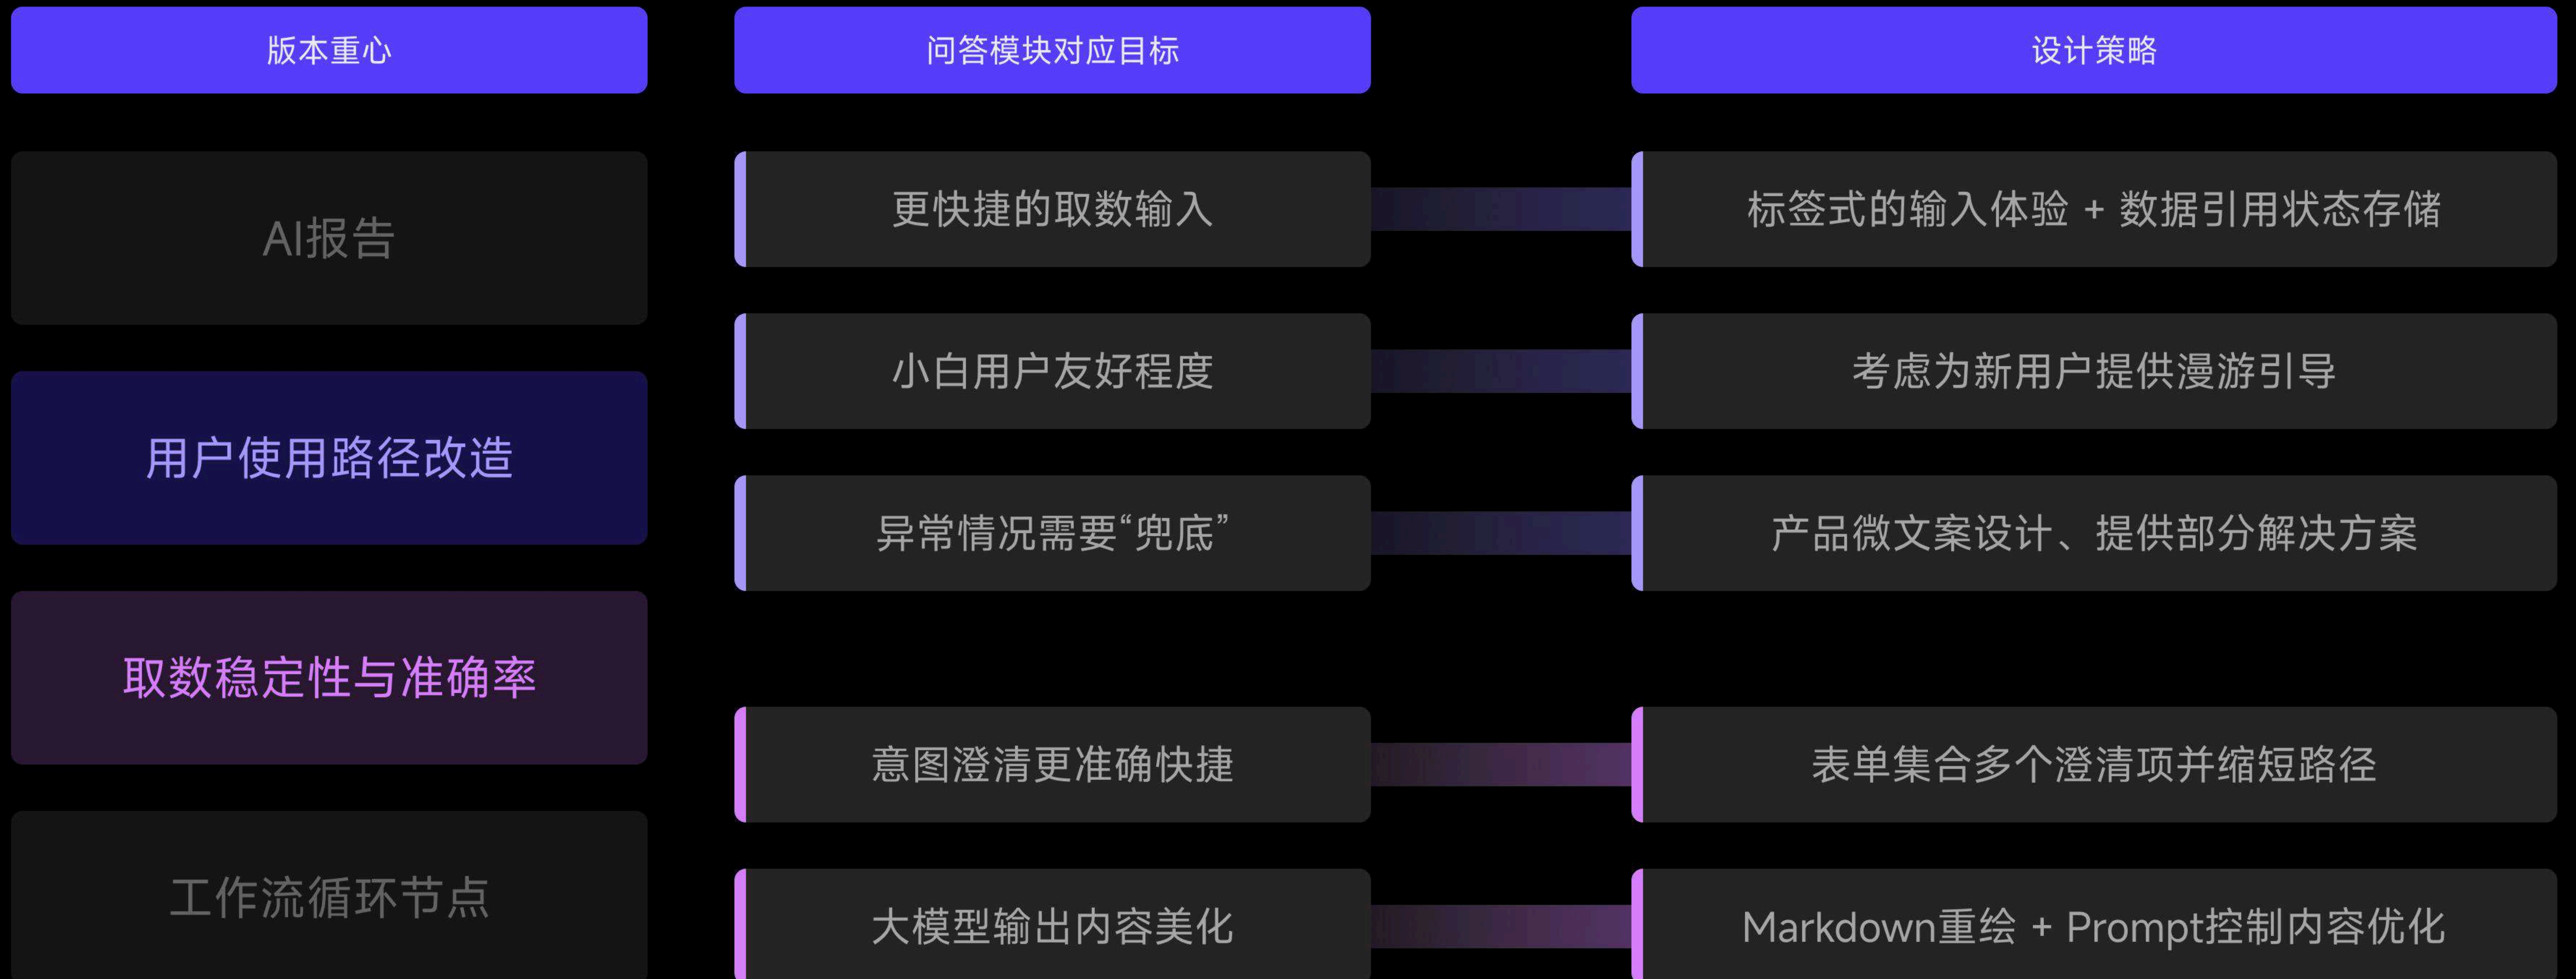 版本重心
问答模块对应目标
设计策略
AI报告
用户使用路径改造
取数稳定性与准确率
工作流循环节点
更快捷的取数输入
标签式的输入体验 + 数据引用状态存储
小白用户友好程度
考虑为新用户提供漫游引导
异常情况需要“兜底”
产品微文案设计、提供部分解决方案
意图澄清更准确快捷
表单集合多个澄清项并缩短路径
大模型输出内容美化
Markdown重绘 + Prompt控制内容优化